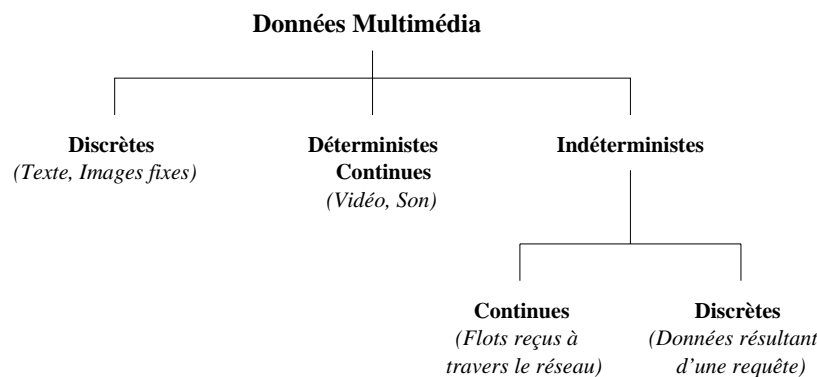 Données Multimédia
Discrètes
(Texte, Images fixes)
Déterministes
Continues
(Vidéo, Son)
Indéterministes
Continues
(Flots reçus à
travers le réseau)
Discrètes
(Données résultant
d'une requête)